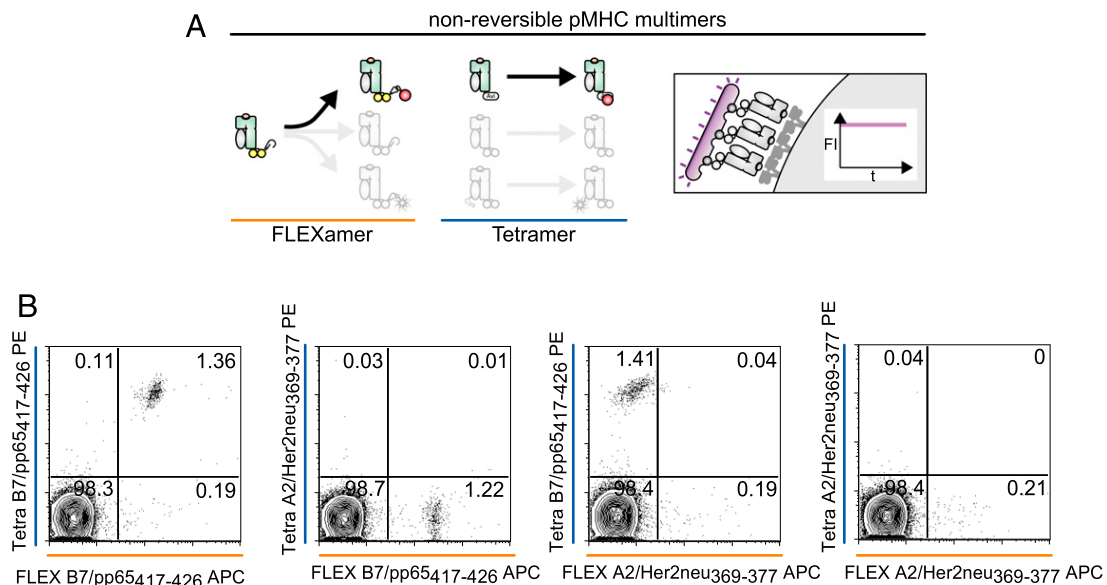 A
non-reversible pMHC multimers
Avi
FI
t
FLEXamer
Tetramer
B
Tetra B7/pp65417-426 PE
0.11
1.36
98.3
0.19
FLEX B7/pp65417-426 APC
Tetra A2/Her2neu369-377 PE
0.03
0.01
98.7
1.22
FLEX B7/pp65417-426 APC
Tetra B7/pp65417-426 PE
1.41
0.04
98.4
0.19
FLEX A2/Her2neu369-377 APC
Tetra A2/Her2neu369-377 PE
0.04
0
98.4
0.21
FLEX A2/Her2neu369-377 APC